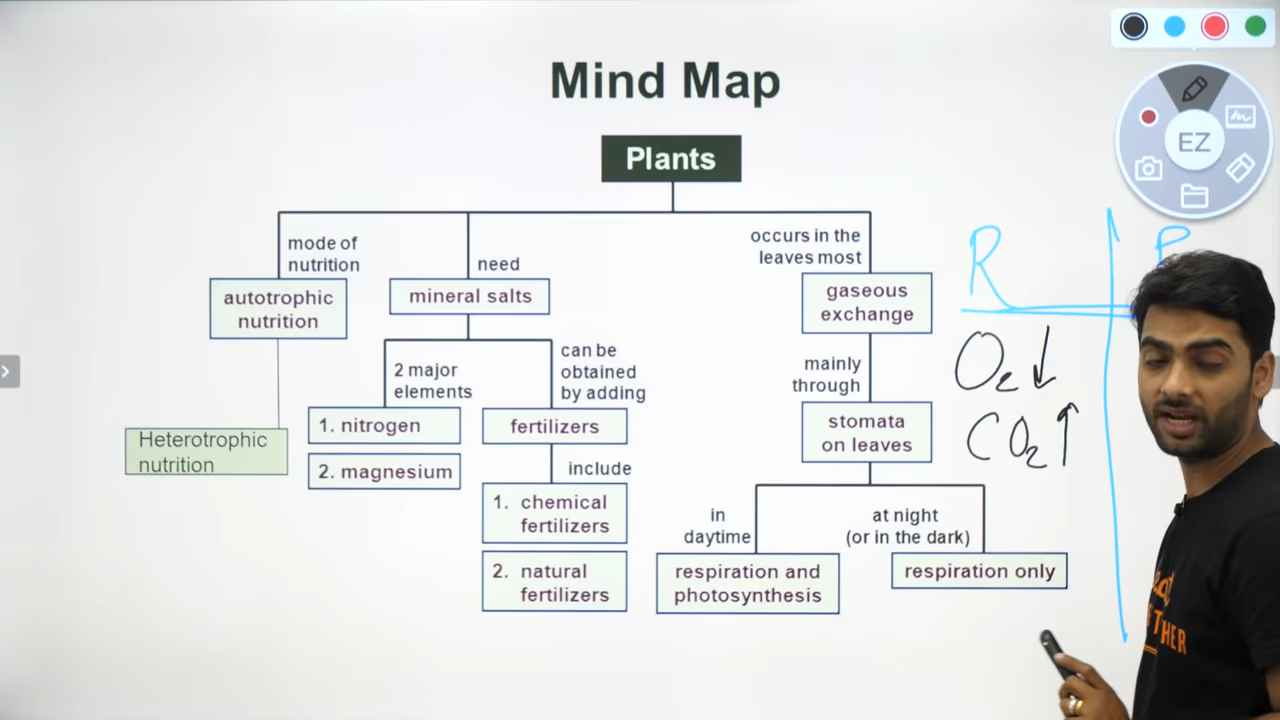 Mind Map
EZ
Plants
mode of
nutrition
need
occurs in the
leaves most
autotrophic
nutrition
mineral salts
gaseous
exchange
R
P
2 major
elements
can be
obtained
by adding
mainly
through
O₂↓
CO₂↑
1. nitrogen
2. magnesium
fertilizers
stomata
on leaves
Heterotrophic
nutrition
include
1. chemical
fertilizers
2. natural
fertilizers
in
daytime
at night
(or in the dark)
respiration and
photosynthesis
respiration only
THER